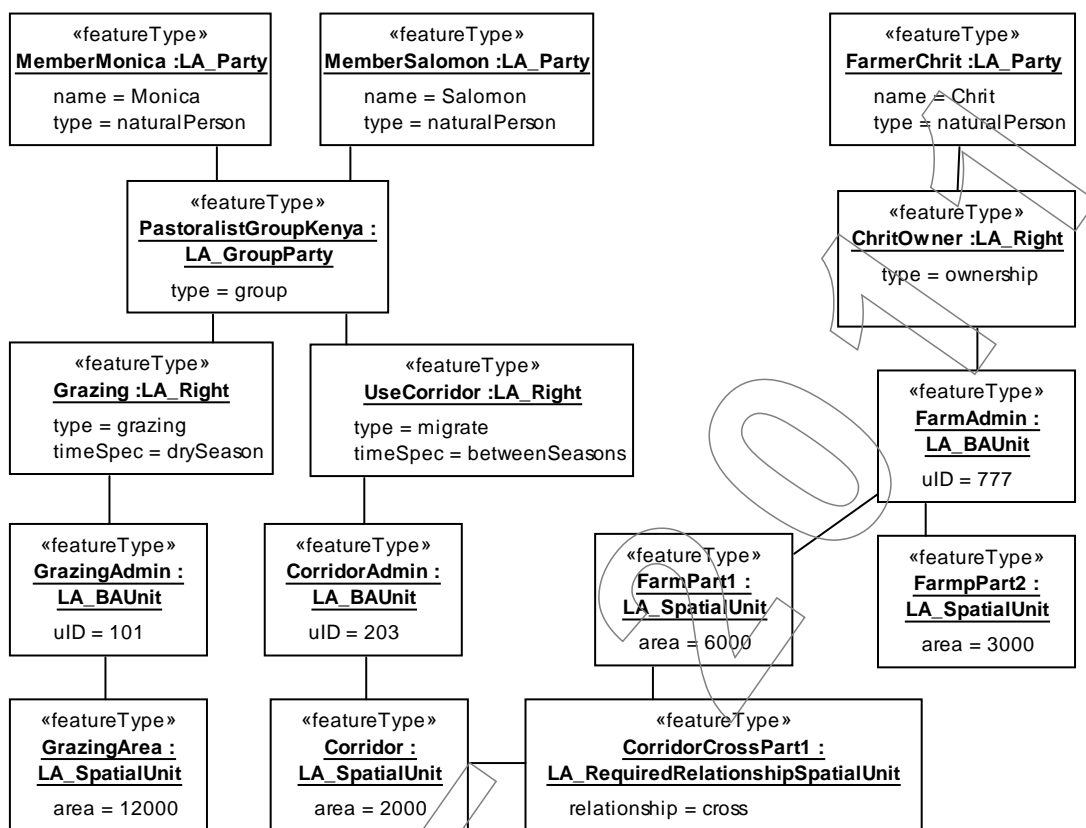 «featureType»
MemberMonica :LA_Party
name = Monica
type = naturalPerson
«featureType»
MemberSalomon :LA_Party
name = Salomon
type = naturalPerson
«featureType»
FarmerChrit :LA_Party
name = Chrit
type = naturalPerson
«featureType»
PastoralistGroupKenya :
LA_GroupParty
type = group
«featureType»
ChritOwner :LA_Right
type = ownership
«featureType»
Grazing :LA_Right
type = grazing
timeSpec = drySeason
«featureType»
UseCorridor :LA_Right
type = migrate
timeSpec = betweenSeasons
«featureType»
FarmAdmin :
LA_BAUnit
uID = 777
«featureType»
GrazingAdmin :
LA_BAUnit
uID = 101
«featureType»
CorridorAdmin :
LA_BAUnit
uID = 203
«featureType»
FarmPart1 :
LA_SpatialUnit
area = 6000
«featureType»
FarmpPart2 :
LA_SpatialUnit
area = 3000
«featureType»
GrazingArea :
LA_SpatialUnit
area = 12000
«featureType»
Corridor :
LA_SpatialUnit
area = 2000
«featureType»
CorridorCrossPart1 :
LA_RequiredRelationshipSpatialUnit
relationship = cross